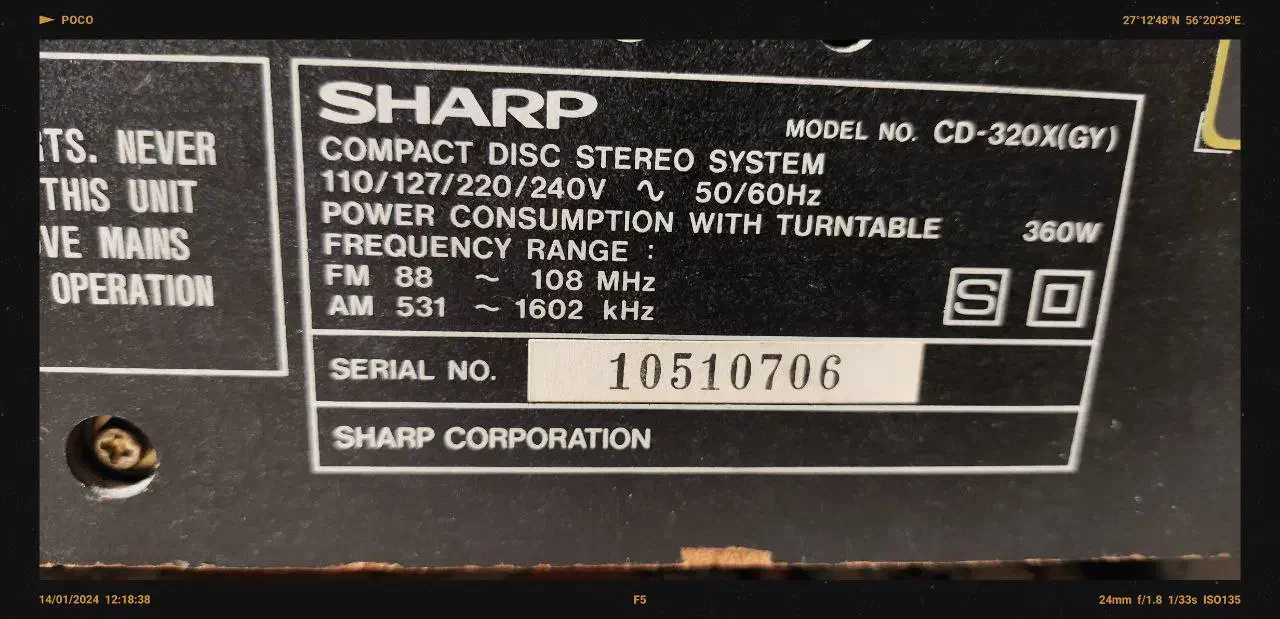 POCO
27°12'48"N 56°20'39"E
RTS. NEVER
THIS UNIT
VE MAINS
OPERATION
SHARP
MODEL NO. CD-320X(GY)
COMPACT DISC STEREO SYSTEM
110/127/220/240V ∿ 50/60Hz
POWER CONSUMPTION WITH TURNTABLE 360W
FREQUENCY RANGE :
FM 88 ~ 108 MHz
AM 531 ~ 1602 kHz
S
SERIAL NO. 10510706
SHARP CORPORATION
14/01/2024 12:18:38
F5
24mm f/1.8 1/33s ISO135